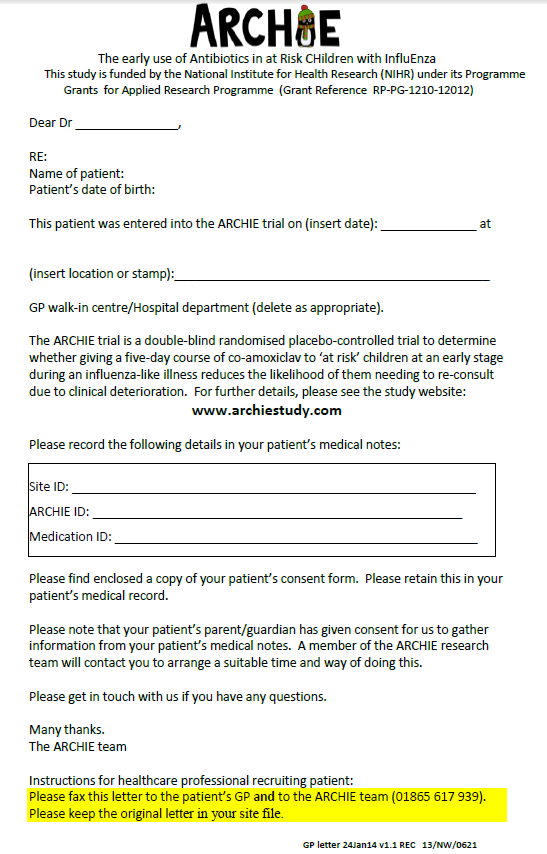 ARCHIE
The early use of Antibiotics in at Risk CHildren with InfluEnza
This study is funded by the National Institute for Health Research (NIHR) under its Programme
Grants for Applied Research Programme (Grant Reference RP-PG-1210-12012)
Dear Dr _______________,
RE:
Name of patient:
Patient's date of birth:
This patient was entered into the ARCHIE trial on (insert date): ______________ at
(insert location or stamp):______________________________________________
GP walk-in centre/Hospital department (delete as appropriate).
The ARCHIE trial is a double-blind randomised placebo-controlled trial to determine
whether giving a five-day course of co-amoxiclav to 'at risk' children at an early stage
during an influenza-like illness reduces the likelihood of them needing to re-consult
due to clinical deterioration. For further details, please see the study website:
www.archiestudy.com
Please record the following details in your patient's medical notes:
Site ID: ___________________________________________________________
ARCHIE ID: ______________________________________________________
Medication ID: _____________________________________________________
Please find enclosed a copy of your patient's consent form. Please retain this in your
patient's medical record.
Please note that your patient's parent/guardian has given consent for us to gather
information from your patient's medical notes. A member of the ARCHIE research
team will contact you to arrange a suitable time and way of doing this.
Please get in touch with us if you have any questions.
Many thanks.
The ARCHIE team
Instructions for healthcare professional recruiting patient:
Please fax this letter to the patient's GP and to the ARCHIE team (01865 617 939).
Please keep the original letter in your site file.
GP letter 24Jan14 v1.1 REC 13/NW/0621